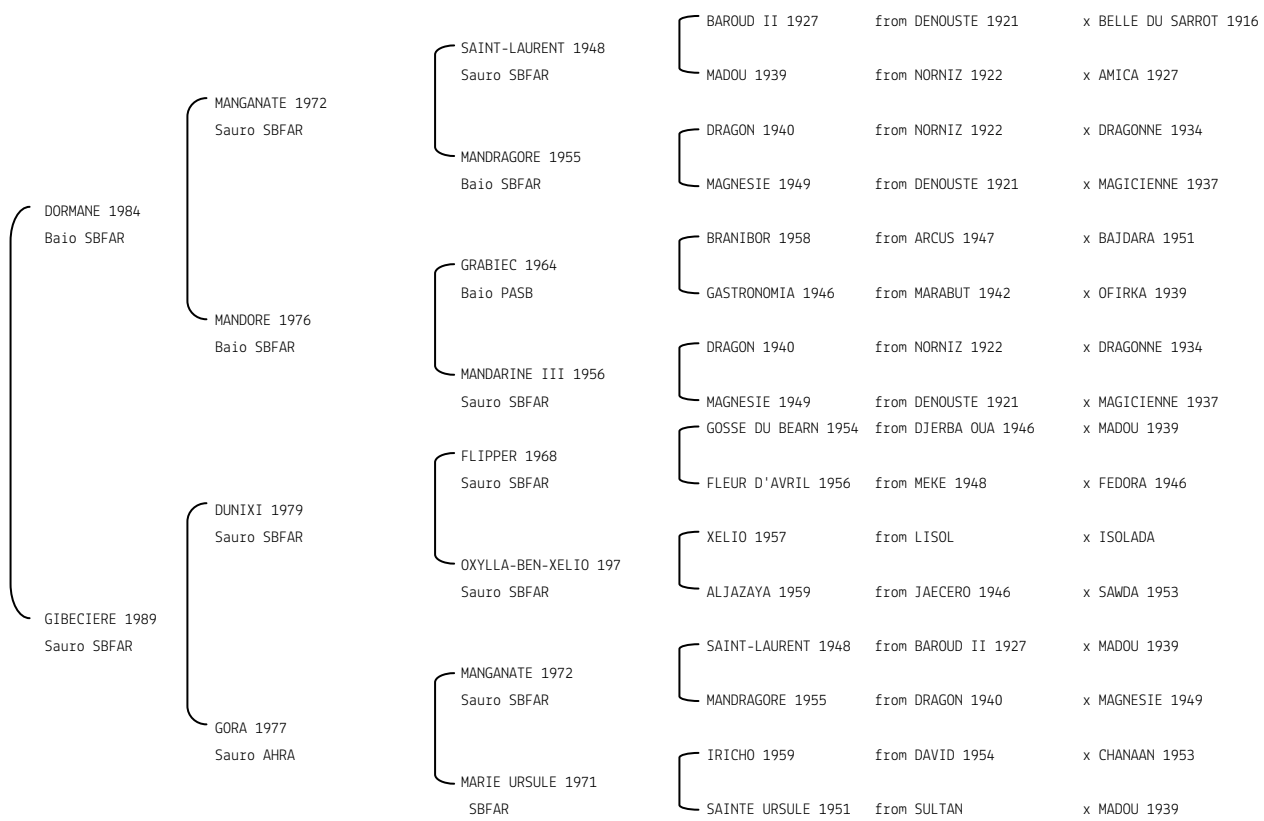 BAROUD II 1927 from DENOUSTE 1921 x BELLE DU SARROT 1916
SAINT-LAURENT 1948
Sauro SBFAR
MADOU 1939 from NORNIZ 1922 x AMICA 1927
MANGANATE 1972
Sauro SBFAR
DRAGON 1940 from NORNIZ 1922 x DRAGONNE 1934
MANDRAGORE 1955
Baio SBFAR
MAGNESIE 1949 from DENOUSTE 1921 x MAGICIENNE 1937
DORMANE 1984
Baio SBFAR
BRANIBOR 1958 from ARCUS 1947 x BAJDARA 1951
GRABIEC 1964
Baio PASB
GASTRONOMIA 1946 from MARABUT 1942 x OFIRKA 1939
MANDORE 1976
Baio SBFAR
DRAGON 1940 from NORNIZ 1922 x DRAGONNE 1934
MANDARINE III 1956
Sauro SBFAR
MAGNESIE 1949 from DENOUSTE 1921 x MAGICIENNE 1937
GOSSE DU BEARN 1954 from DJERBA OUA 1946 x MADOU 1939
FLIPPER 1968
Sauro SBFAR
FLEUR D'AVRIL 1956 from MEKE 1948 x FEDORA 1946
DUNIXI 1979
Sauro SBFAR
XELIO 1957 from LISOL x ISOLADA
OXYLLA-BEN-XELIO 197
Sauro SBFAR
ALJAZAYA 1959 from JAECERO 1946 x SAWDA 1953
GIBECIERE 1989
Sauro SBFAR
SAINT-LAURENT 1948 from BAROUD II 1927 x MADOU 1939
MANGANATE 1972
Sauro SBFAR
MANDRAGORE 1955 from DRAGON 1940 x MAGNESIE 1949
GORA 1977
Sauro AHRA
IRICHO 1959 from DAVID 1954 x CHANAAN 1953
MARIE URSULE 1971
SBFAR
SAINTE URSULE 1951 from SULTAN x MADOU 1939